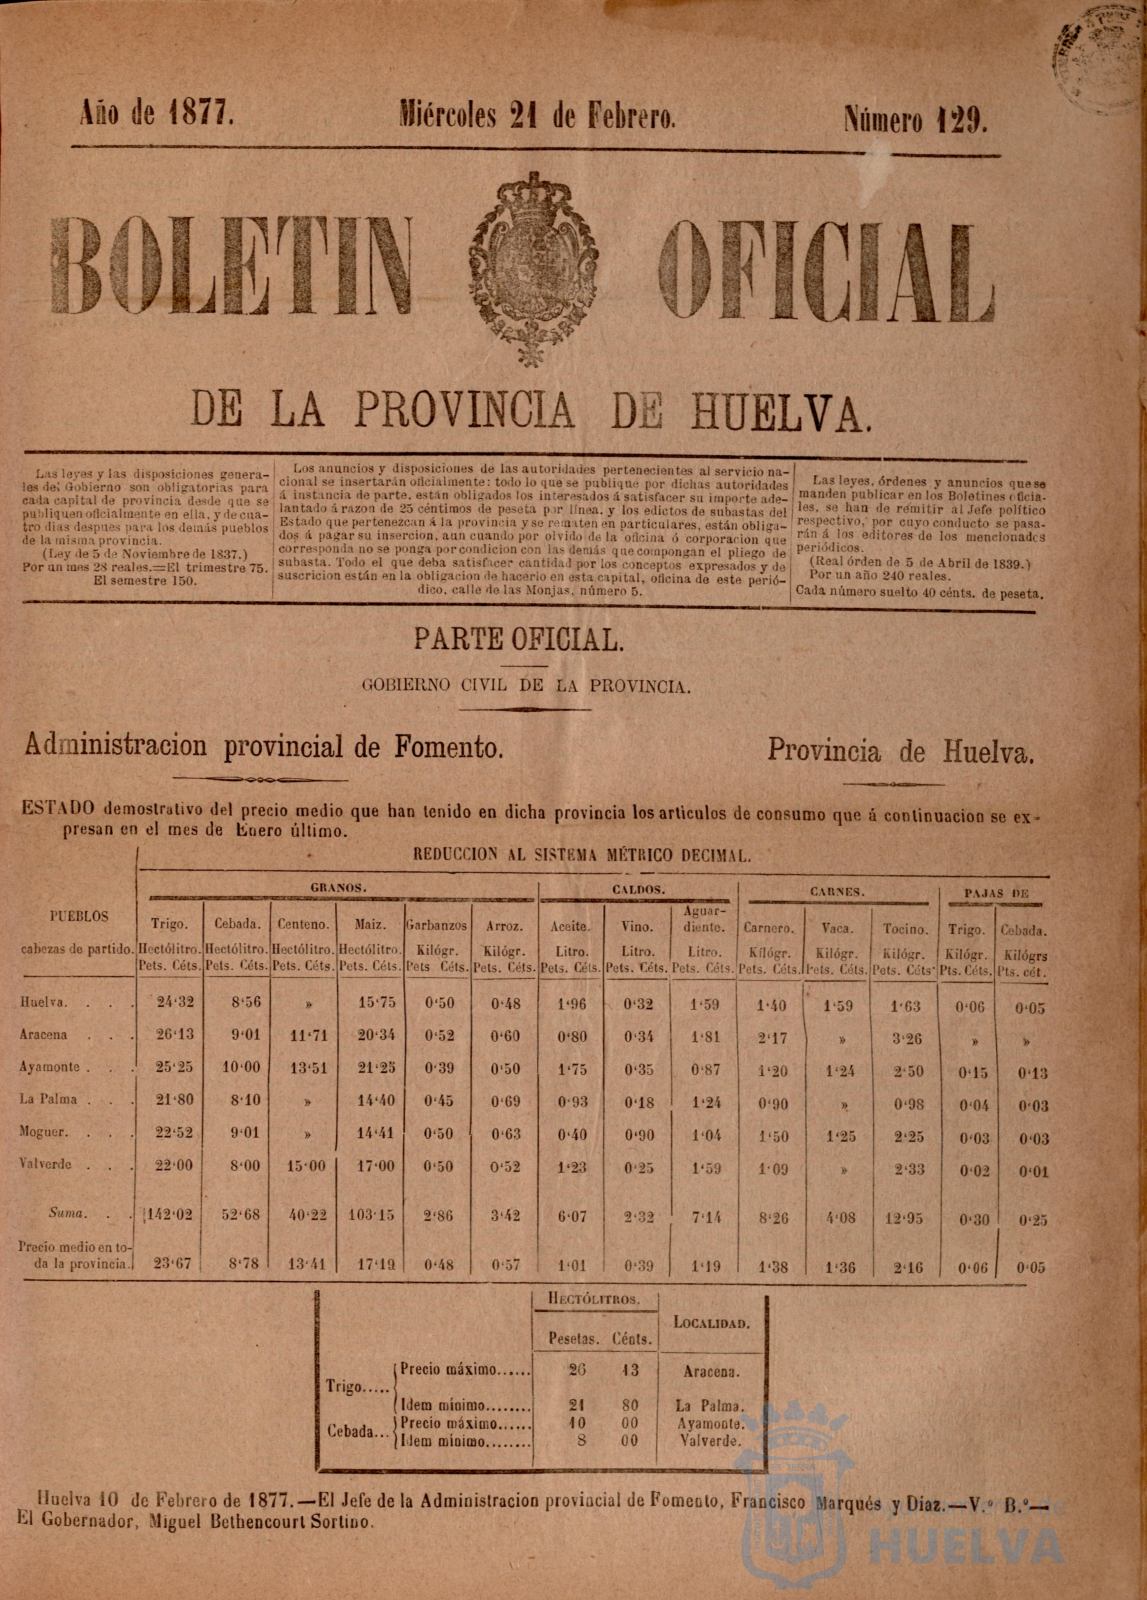 Año de 1877. Miércoles 21 de Febrero. Número 129.
BOLETIN OFICIAL
DE LA PROVINCIA DE HUELVA.
Las leyes y las disposiciones genera-
les del Gobierno son obligatorias para
cada capital de provincia desde que se
publiquen oficialmente en ella, y de cua-
tro dias despues para los demás pueblos
de la misma provincia.
(Ley de 5 de Noviembre de 1837.)
Por un mes 28 reales.=El trimestre 75.
El semestre 150.
Los anuncios y disposiciones de las autoridades pertenecientes al servicio na-
cional se insertarán oficialmente: todo lo que se publique por dichas autoridades
á instancia de parte, están obligados los interesados á satisfacer su importe ade-
lantado á razon de 25 céntimos de peseta por línea, y los edictos de subastas del
Estado que pertenezcan á la provincia y se rematen en particulares, están obliga-
dos á pagar su insercion, aun cuando por olvido de la oficina ó corporacion que
corresponda no se ponga por condicion con las demás que compongan el pliego de
subasta. Todo el que deba satisfacer cantidad por los conceptos expresados y de
suscricion están en la obligacion de hacerlo en esta capital, oficina de este perió-
dico, calle de las Monjas, número 5.
Las leyes, órdenes y anuncios que se
manden publicar en los Boletines oficia-
les, se han de remitir al Jefe político
respectivo, por cuyo conducto se pasa-
rán á los editores de los mencionados
periódicos.
(Real órden de 5 de Abril de 1839.)
Por un año 240 reales.
Cada número suelto 40 cénts. de peseta.
PARTE OFICIAL.
GOBIERNO CIVIL DE LA PROVINCIA.
Administracion provincial de Fomento. Provincia de Huelva.
ESTADO demostrativo del precio medio que han tenido en dicha provincia los artículos de consumo que á continuacion se ex-
presan en el mes de Enero último.
REDUCCION AL SISTEMA MÉTRICO DECIMAL.
GRANOS. CALDOS. CARNES. PAJAS DE
PUEBLOS
cabezas de partido.
Trigo. Cebada. Centeno. Maiz. Garbanzos Arroz. Aceite. Vino. Aguar-
diente. Carnero. Vaca. Tocino. Trigo. Cebada.
Hectólitro. Hectólitro. Hectólitro. Hectólitro. Kilógr. Kilógr. Litro. Litro. Litro. Kilógr. Kilógr. Kilógr. Kilógr. Kilógrs
Pets. Céts. Pets. Céts. Pets. Céts. Pets. Céts. Pets Céts. Pets. Céts. Pets. Céts. Pets. Céts. Pets. Céts. Pets. Céts. Pets. Céts. Pets. Céts. Pts. Céts. Pts. cét.
Huelva. . . . 24'32 8'56 » 15'75 0'50 0'48 1'96 0'32 1'59 1'40 1'59 1'63 0'06 0'05
Aracena . . . 26'13 9'01 11'71 20'34 0'52 0'60 0'80 0'34 1'81 2'17 » 3'26 » »
Ayamonte . . . 25'25 10'00 13'51 21'25 0'39 0'50 1'75 0'35 0'87 1'20 1'24 2'50 0'15 0'13
La Palma . . . 21'80 8'10 » 14'40 0'45 0'69 0'93 0'18 1'24 0'90 » 0'98 0'04 0'03
Moguer. . . . 22'52 9'01 » 14'41 0'50 0'63 0'40 0'90 1'04 1'50 1'25 2'25 0'03 0'03
Valverde . . . 22'00 8'00 15'00 17'00 0'50 0'52 1'23 0'25 1'59 1'09 » 2'33 0'02 0'01
Suma. . . 142'02 52'68 40'22 103'15 2'86 3'42 6'07 2'32 7'14 8'26 4'08 12'95 0'30 0'25
Precio medio en to-
da la provincia. 23'67 8'78 13'41 17'19 0'48 0'57 1'01 0'39 1'19 1'38 1'36 2'16 0'06 0'05
HECTÓLITROS. LOCALIDAD.
Pesetas. Cénts.
Trigo..... Precio máximo...... 26 13 Aracena.
Idem mínimo........ 21 80 La Palma.
Cebada... Precio máximo...... 10 00 Ayamonte.
Idem mínimo........ 8 00 Valverde.
Huelva 10 de Febrero de 1877.—El Jefe de la Administracion provincial de Fomento, Francisco Marqués y Diaz.—V.º B.º—
El Gobernador, Miguel Bethencourt Sortino.
HUELVA